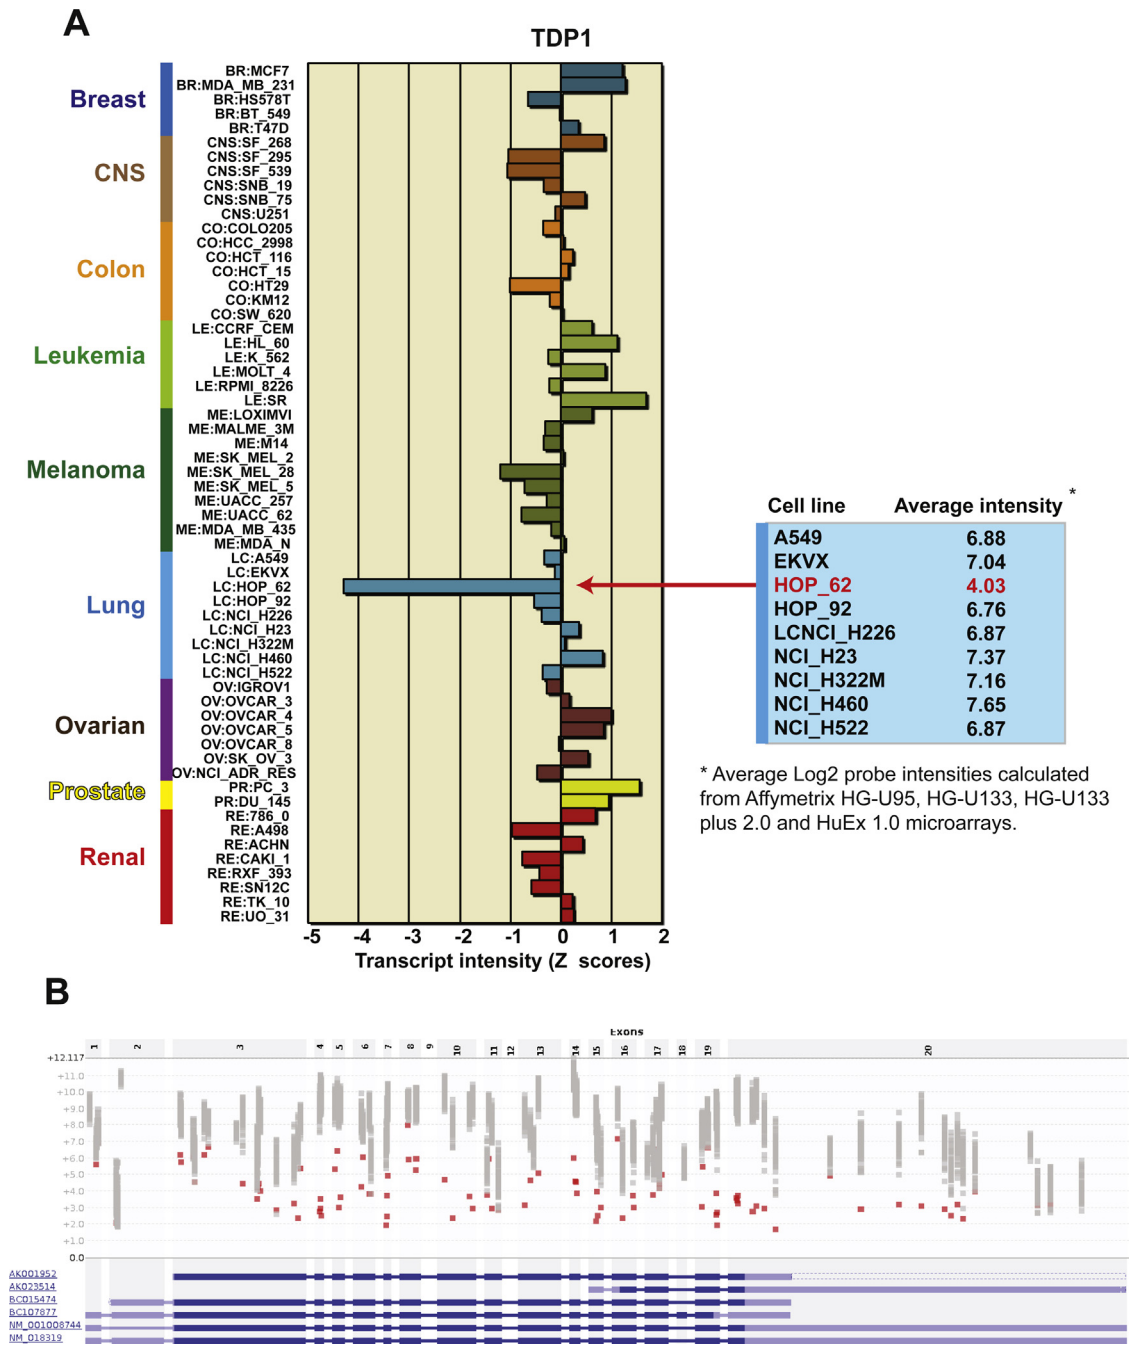 A
TDP1
Breast
CNS
Colon
Leukemia
Melanoma
Lung
Ovarian
Prostate
Renal
BR:MCF7
BR:MDA_MB_231
BR:HS578T
BR:BT_549
BR:T47D
CNS:SF_268
CNS:SF_295
CNS:SF_539
CNS:SNB_19
CNS:SNB_75
CNS:U251
CO:COLO205
CO:HCC_2998
CO:HCT_116
CO:HCT_15
CO:HT29
CO:KM12
CO:SW_620
LE:CCRF_CEM
LE:HL_60
LE:K_562
LE:MOLT_4
LE:RPMI_8226
LE:SR
ME:LOXIMVI
ME:MALME_3M
ME:M14
ME:SK_MEL_2
ME:SK_MEL_28
ME:SK_MEL_5
ME:UACC_257
ME:UACC_62
ME:MDA_MB_435
ME:MDA_N
LC:A549
LC:EKVX
LC:HOP_62
LC:HOP_92
LC:NCI_H226
LC:NCI_H23
LC:NCI_H322M
LC:NCI_H460
LC:NCI_H522
OV:IGROV1
OV:OVCAR_3
OV:OVCAR_4
OV:OVCAR_5
OV:OVCAR_8
OV:SK_OV_3
OV:NCI_ADR_RES
PR:PC_3
PR:DU_145
RE:786_0
RE:A498
RE:ACHN
RE:CAKI_1
RE:RXF_393
RE:SN12C
RE:TK_10
RE:UO_31
-5 -4 -3 -2 -1 0 1 2
Transcript intensity (Z scores)
Cell line Average intensity *
A549 6.88
EKVX 7.04
HOP_62 4.03
HOP_92 6.76
LCNCI_H226 6.87
NCI_H23 7.37
NCI_H322M 7.16
NCI_H460 7.65
NCI_H522 6.87
* Average Log2 probe intensities calculated
from Affymetrix HG-U95, HG-U133, HG-U133
plus 2.0 and HuEx 1.0 microarrays.
B
Exons
1 2 3 4 5 6 7 8 9 10 11 12 13 14 15 16 17 18 19 20
+12.117
+11.0
+10.0
+9.0
+8.0
+7.0
+6.0
+5.0
+4.0
+3.0
+2.0
+1.0
0.0
AK001952
AK023514
BC015474
BC107877
NM_001008744
NM_018319